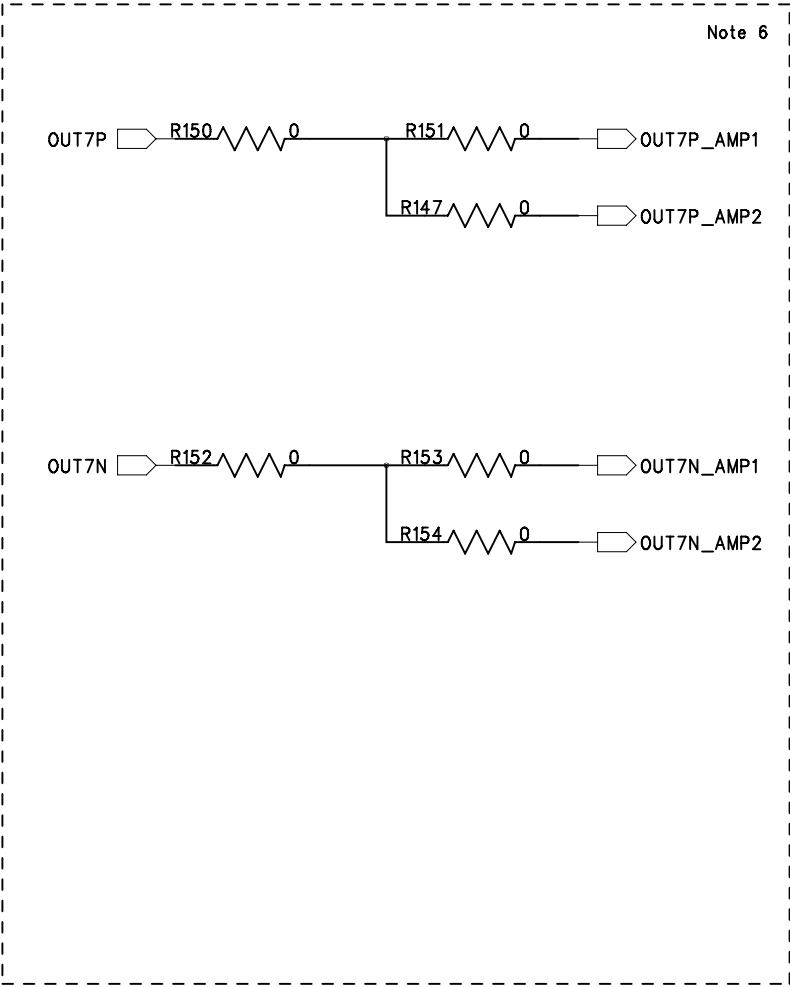 Note 6
OUT7P R150 0 R151 0 OUT7P_AMP1
R147 0 OUT7P_AMP2
OUT7N R152 0 R153 0 OUT7N_AMP1
R154 0 OUT7N_AMP2